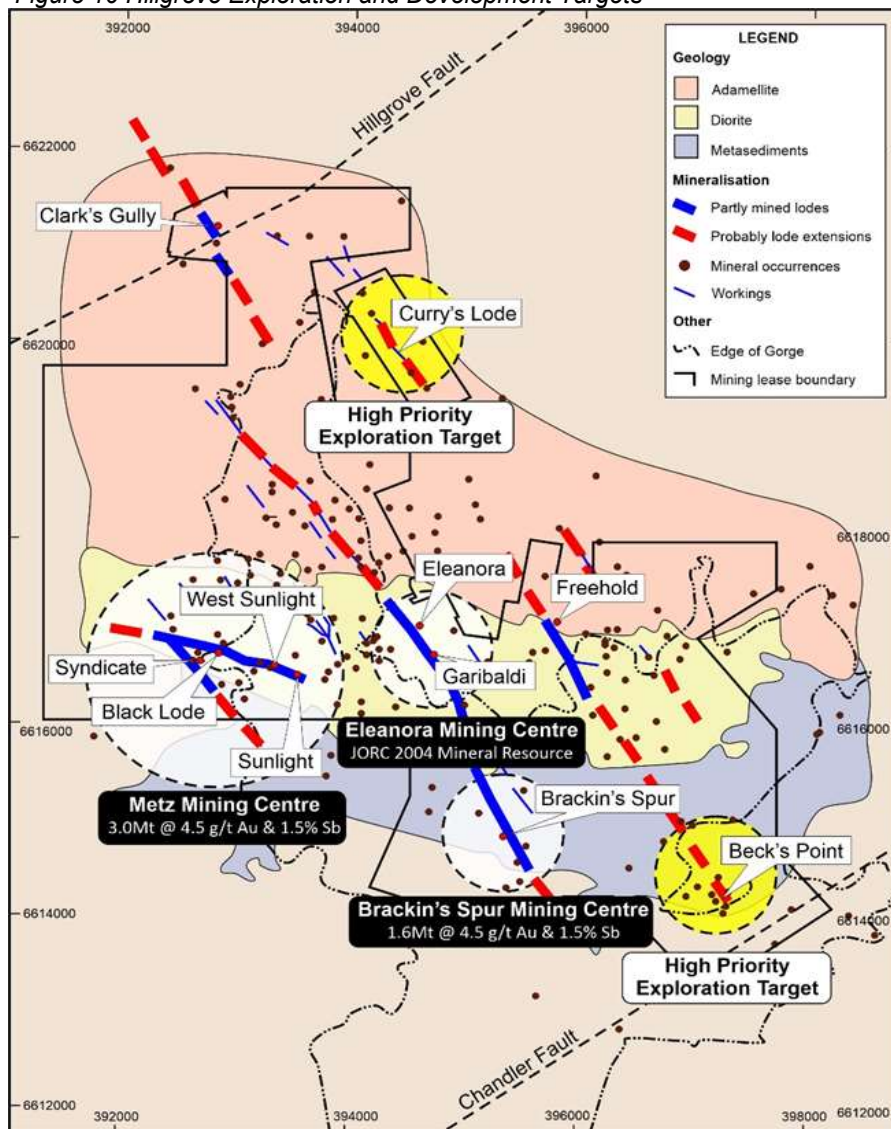 Figure 10 Hillgrove Exploration and Development Targets
392000
394000
396000
LEGEND
Geology
Adamellite
Diorite
Metasediments
Mineralisation
Partly mined lodes
Probably lode extensions
Mineral occurrences
Workings
Other
Edge of Gorge
Mining lease boundary
Hillgrove Fault
6622000
Clark's Gully
6620000
Curry's Lode
High Priority
Exploration Target
6618000
Eleanora
West Sunlight
Freehold
Syndicate
Garibaldi
Black Lode
6616000
6616000
Sunlight
Eleanora Mining Centre
JORC 2004 Mineral Resource
Metz Mining Centre
3.0Mt @ 4.5 g/t Au & 1.5% Sb
Brackin's Spur
Beck's Point
6614000
6614000
Brackin's Spur Mining Centre
1.6Mt @ 4.5 g/t Au & 1.5% Sb
High Priority
Exploration Target
Chandler Fault
6612000
6612000
392000
394000
396000
398000